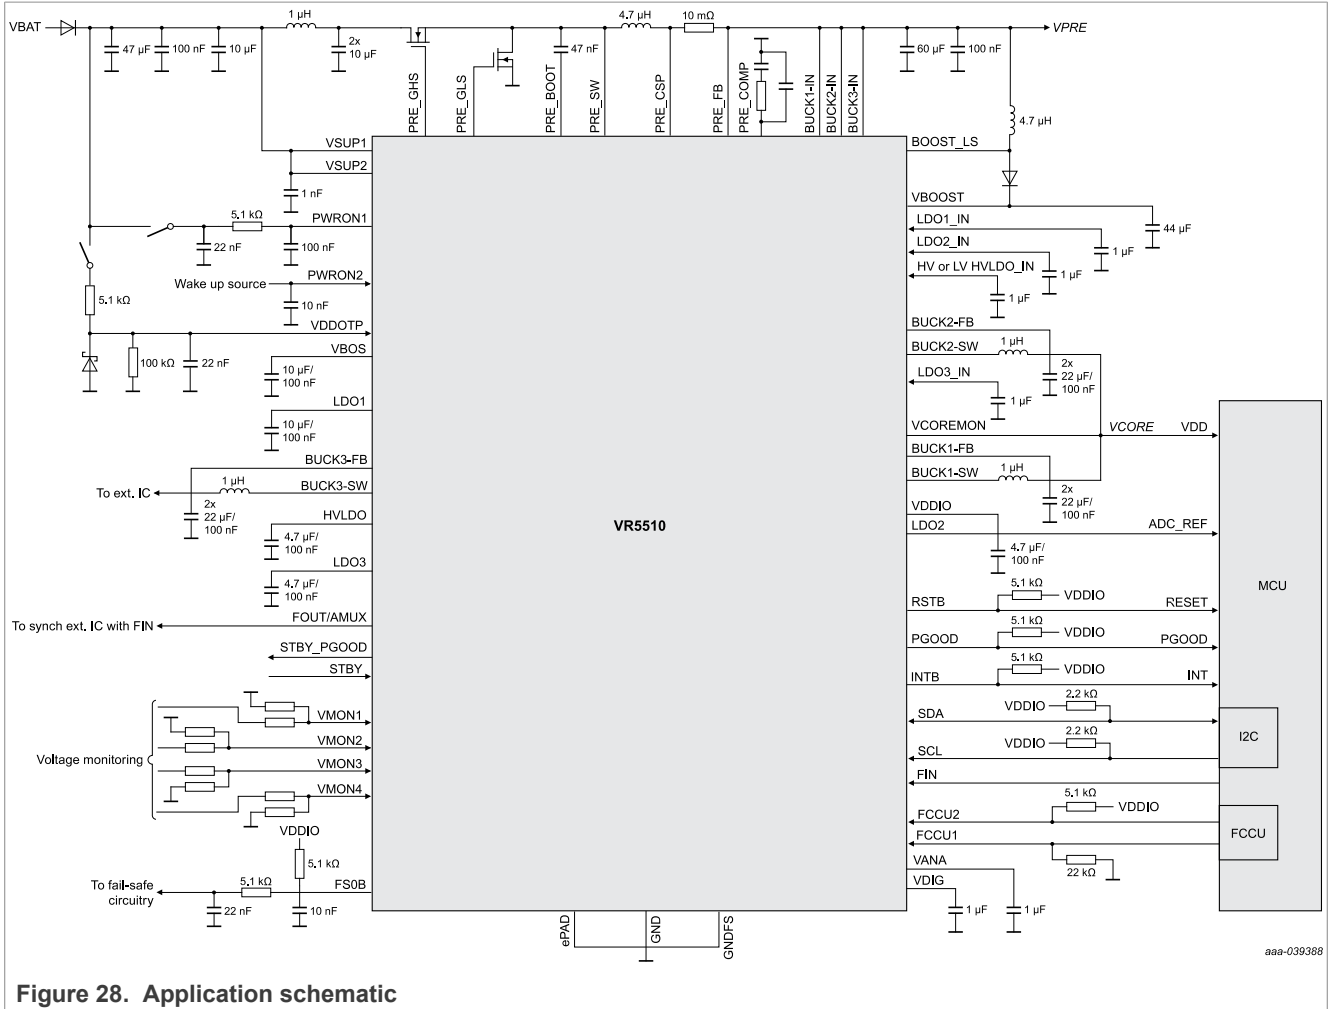 VBAT
47 µF
100 nF
10 µF
1 µH
2x
10 µF
PRE_GHS
PRE_GLS
PRE_BOOT
47 nF
PRE_SW
4.7 µH
PRE_CSP
10 mΩ
PRE_FB
PRE_COMP
BUCK1-IN
BUCK2-IN
BUCK3-IN
60 µF
100 nF
VPRE
4.7 µH
VSUP1
VSUP2
1 nF
5.1 kΩ
PWRON1
22 nF
100 nF
PWRON2
Wake up source
10 nF
5.1 kΩ
VDDOTP
100 kΩ
22 nF
VBOS
10 µF/
100 nF
LDO1
10 µF/
100 nF
BUCK3-FB
1 µH
BUCK3-SW
To ext. IC
2x
22 µF/
100 nF
HVLDO
4.7 µF/
100 nF
LDO3
4.7 µF/
100 nF
FOUT/AMUX
To synch ext. IC with FIN
STBY_PGOOD
STBY
VMON1
VMON2
Voltage monitoring
VMON3
VMON4
VDDIO
5.1 kΩ
To fail-safe
circuitry
5.1 kΩ
FS0B
22 nF
10 nF
VR5510
ePAD
GND
GNDFS
BOOST_LS
VBOOST
44 µF
LDO1_IN
1 µF
LDO2_IN
1 µF
HV or LV HVLDO_IN
1 µF
BUCK2-FB
BUCK2-SW
1 µH
2x
22 µF/
100 nF
LDO3_IN
1 µF
VCOREMON
VCORE
VDD
BUCK1-FB
BUCK1-SW
1 µH
2x
22 µF/
100 nF
VDDIO
LDO2
ADC_REF
4.7 µF/
100 nF
MCU
5.1 kΩ
VDDIO
RSTB
RESET
5.1 kΩ
VDDIO
PGOOD
PGOOD
5.1 kΩ
VDDIO
INTB
INT
2.2 kΩ
VDDIO
SDA
2.2 kΩ
VDDIO
SCL
I2C
FIN
5.1 kΩ
VDDIO
FCCU2
FCCU1
FCCU
22 kΩ
VANA
VDIG
1 µF
1 µF
aaa-039388
Figure 28. Application schematic